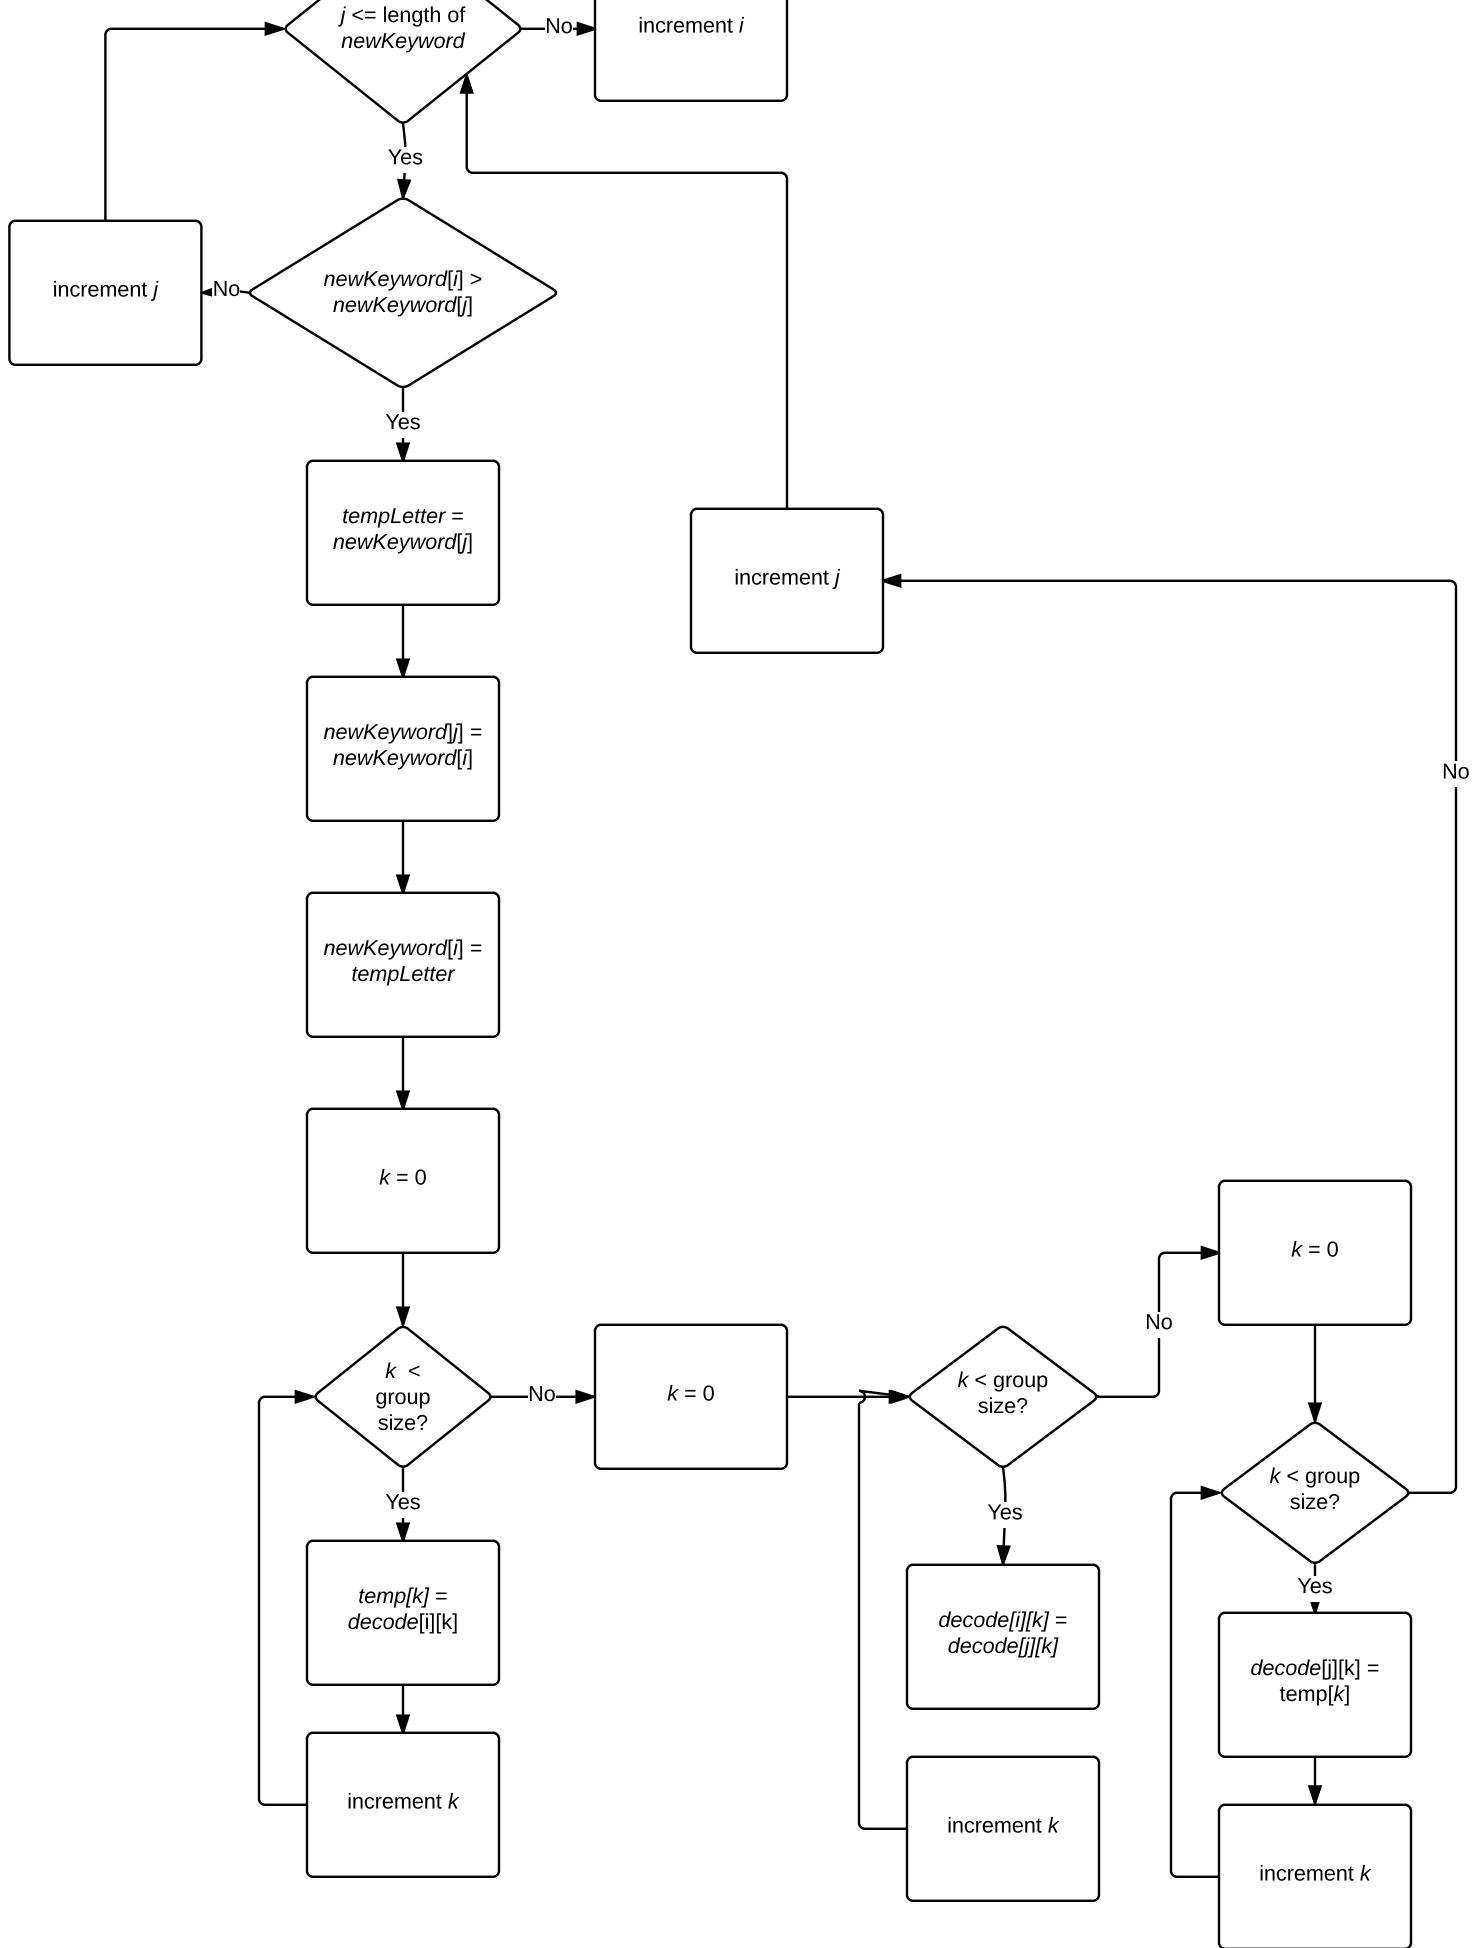 j <= length of
newKeyword
No
increment i
Yes
increment j
No
newKeyword[i] >
newKeyword[j]
Yes
tempLetter =
newKeyword[j]
increment j
newKeyword]j] =
newKeyword[i]
No
newKeyword[i] =
tempLetter
k = 0
k = 0
No
k <
group
size?
No
k = 0
k < group
size?
k < group
size?
Yes
Yes
Yes
temp[k] =
decode[i][k]
decode[i][k] =
decode[j][k]
decode[j][k] =
temp[k]
increment k
increment k
increment k